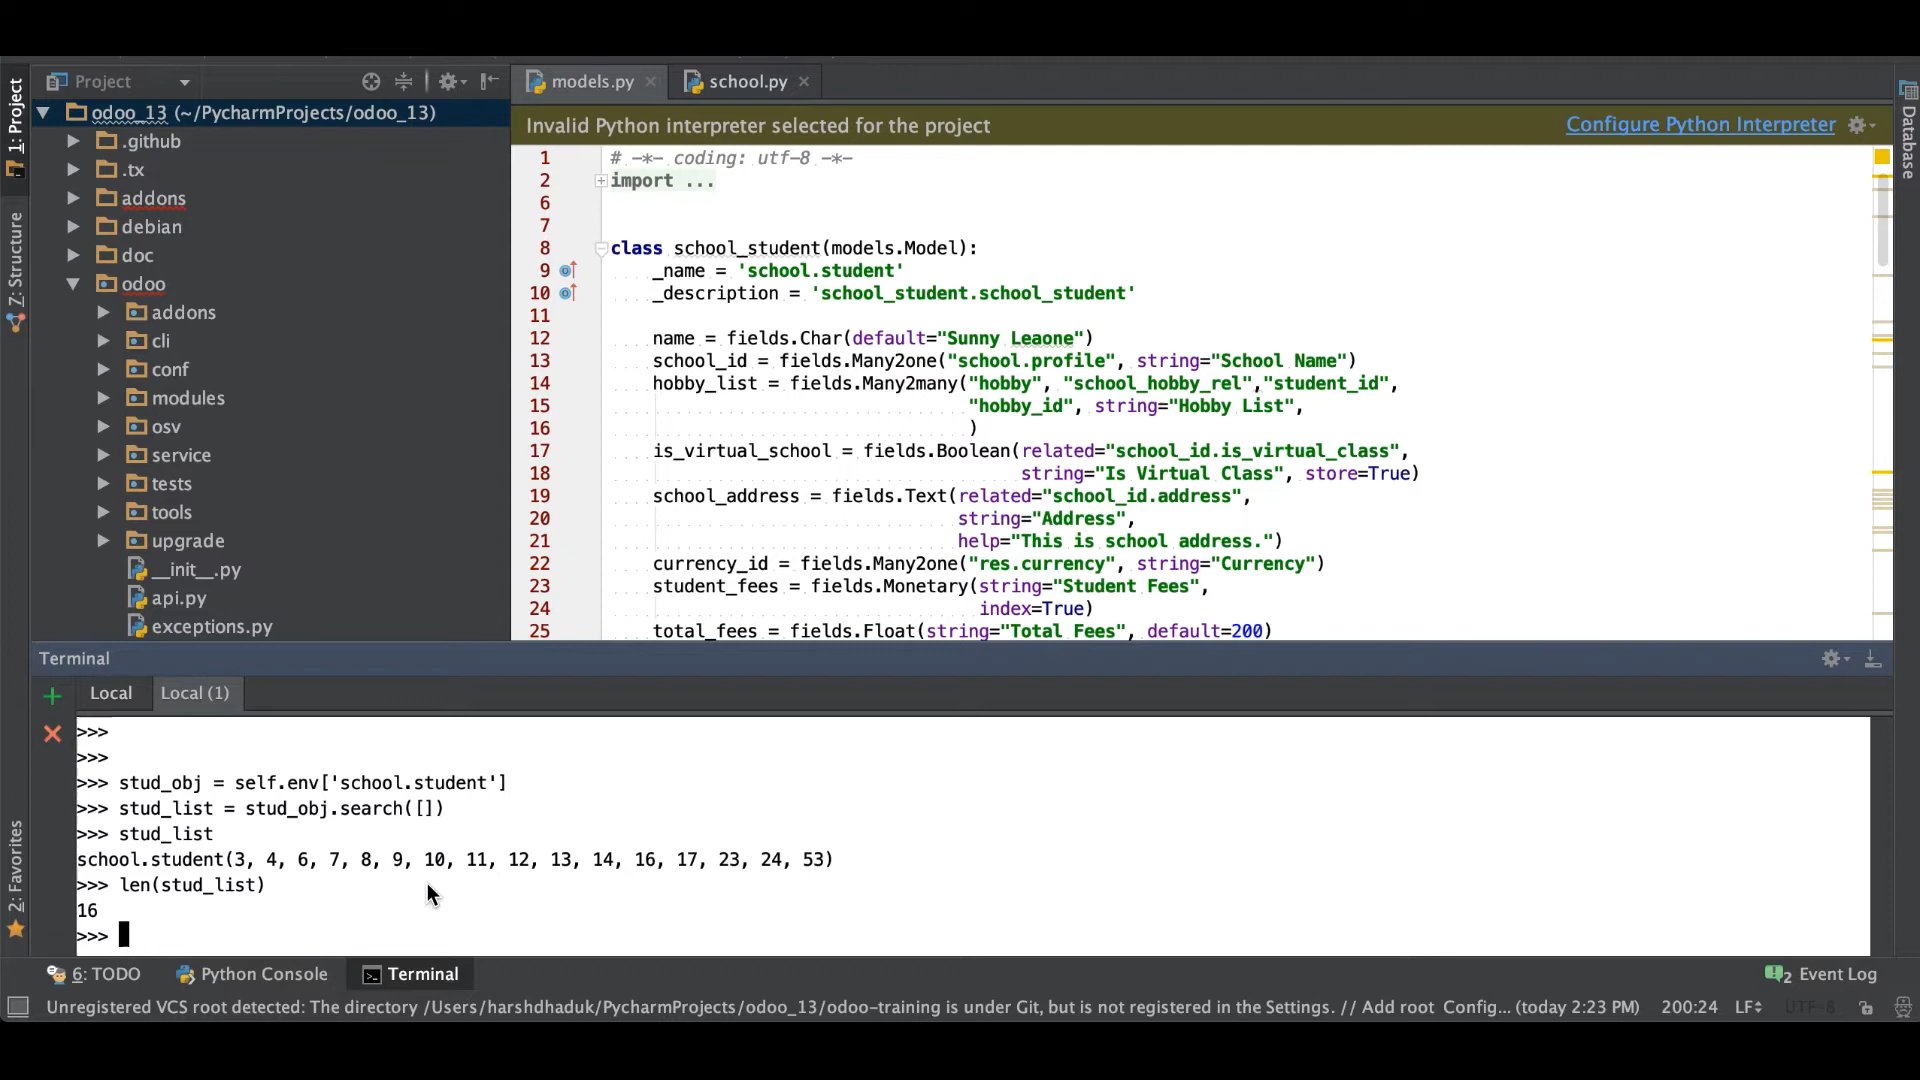 Project
models.py
school.py
1: Project
Z: Structure
2: Favorites
Database
odoo_13 (~/PycharmProjects/odoo_13)
.github
.tx
addons
debian
doc
odoo
addons
cli
conf
modules
osv
service
tests
tools
upgrade
__init__.py
api.py
exceptions.py
Invalid Python interpreter selected for the project
Configure Python Interpreter
1 # -*- coding: utf-8 -*-
2 import ...
6
7
8 class school_student(models.Model):
9 _name = 'school.student'
10 _description = 'school_student.school_student'
11
12 name = fields.Char(default="Sunny Leaone")
13 school_id = fields.Many2one("school.profile", string="School Name")
14 hobby_list = fields.Many2many("hobby", "school_hobby_rel","student_id",
15 "hobby_id", string="Hobby List",
16 )
17 is_virtual_school = fields.Boolean(related="school_id.is_virtual_class",
18 string="Is Virtual Class", store=True)
19 school_address = fields.Text(related="school_id.address",
20 string="Address",
21 help="This is school address.")
22 currency_id = fields.Many2one("res.currency", string="Currency")
23 student_fees = fields.Monetary(string="Student Fees",
24 index=True)
25 total_fees = fields.Float(string="Total Fees", default=200)
Terminal
Local
Local (1)
>>>
>>>
>>> stud_obj = self.env['school.student']
>>> stud_list = stud_obj.search([])
>>> stud_list
school.student(3, 4, 6, 7, 8, 9, 10, 11, 12, 13, 14, 16, 17, 23, 24, 53)
>>> len(stud_list)
16
>>>
6: TODO
Python Console
Terminal
2 Event Log
Unregistered VCS root detected: The directory /Users/harshdhaduk/PycharmProjects/odoo_13/odoo-training is under Git, but is not registered in the Settings. // Add root Config... (today 2:23 PM)
200:24
LF
UTF-8